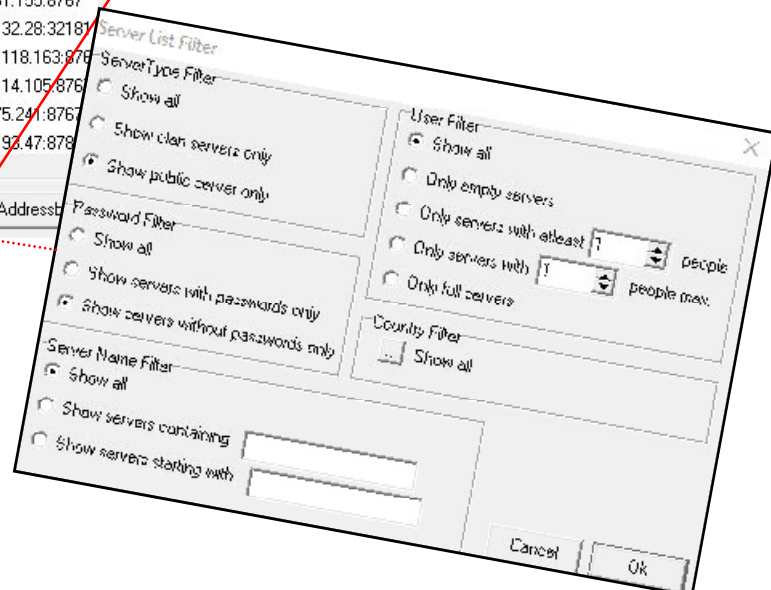 32.28:32181
118.163:876
14.105:876
75.241:8767
93.47:878
Server List Filter
ServerType Filter
Show all
Show clan servers only
Show public server only
Password Filter
Show all
Show servers with passwords only
Show servers without passwords only
Server Name Filter
Show all
Show servers containing
Show servers starting with
User Filter
Show all
Only empty servers
Only servers with atleast 1 people
Only servers with 1 people max.
Only full servers
Country Filter
... Show all
Cancel
Ok